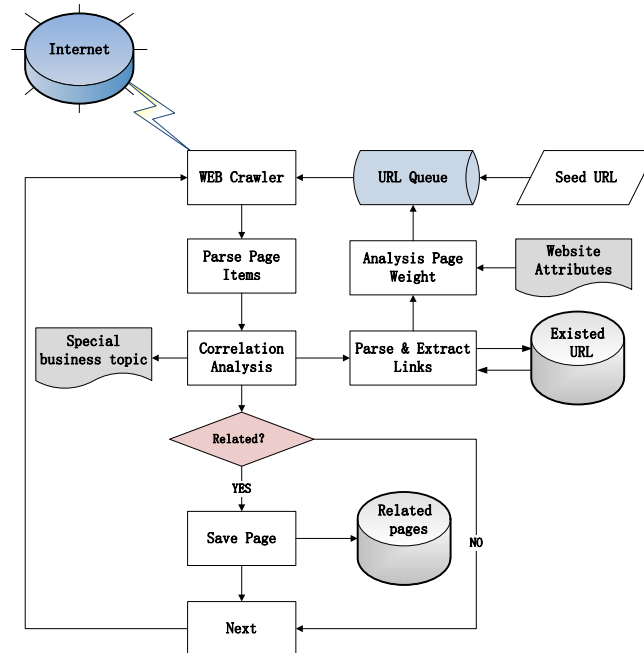 Internet
WEB Crawler
URL Queue
Seed URL
Parse Page
Items
Analysis Page
Weight
Website
Attributes
Special
business topic
Correlation
Analysis
Parse & Extract
Links
Existed
URL
Related?
YES
Save Page
Related
pages
NO
Next